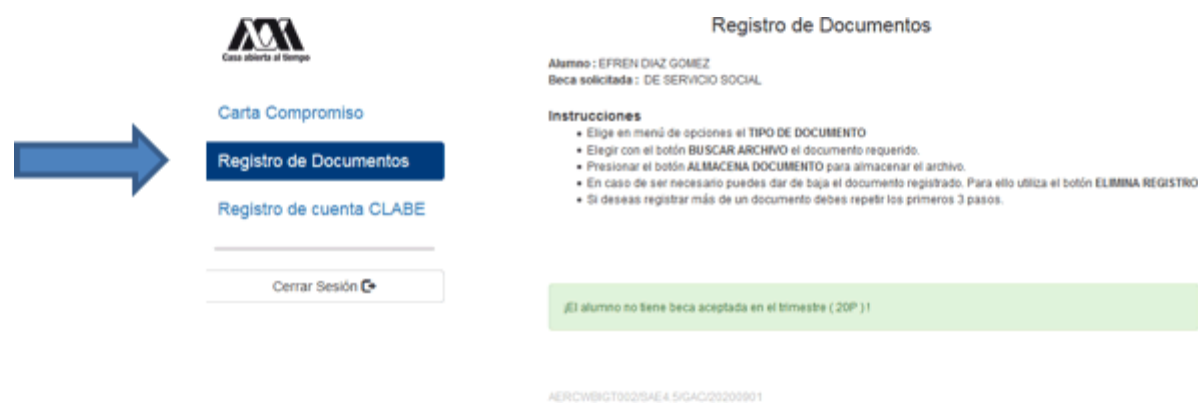 Casa abierta al tiempo
Carta Compromiso
Registro de Documentos
Registro de cuenta CLABE
Cerrar Sesión
Registro de Documentos
Alumno : EFREN DIAZ GOMEZ
Beca solicitada : DE SERVICIO SOCIAL
Instrucciones
• Elige en menú de opciones el TIPO DE DOCUMENTO
• Elegir con el botón BUSCAR ARCHIVO el documento requerido.
• Presionar el botón ALMACENA DOCUMENTO para almacenar el archivo.
• En caso de ser necesario puedes dar de baja el documento registrado. Para ello utiliza el botón ELIMINA REGISTRO
• Si deseas registrar más de un documento debes repetir los primeros 3 pasos.
¡El alumno no tiene beca aceptada en el trimestre ( 20P ) !
AERCWBIGT002/SAE4.5/GAC/20200901